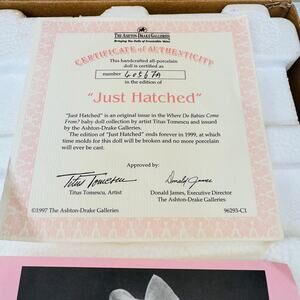 THE ASHTON-DRAKE GALLERIES
CERTIFICATE of AUTHENTICITY
This handcrafted all-porcelain
doll is certified as
number 40567A
in the edition of
"Just Hatched"
"Just Hatched" is an original issue in the Where Do Babies Come
From? baby doll collection by artist Titus Tomescu and issued
by the Ashton-Drake Galleries.
The edition of "Just Hatched" ends forever in 1999, at which
time molds for this doll will be broken and no more porcelain
will ever be cast.
Approved by:
Titus Tomescu
Donald James
Titus Tomescu, Artist
Donald James, Executive Director
The Ashton-Drake Galleries
©1997 The Ashton-Drake Galleries
96293-C1